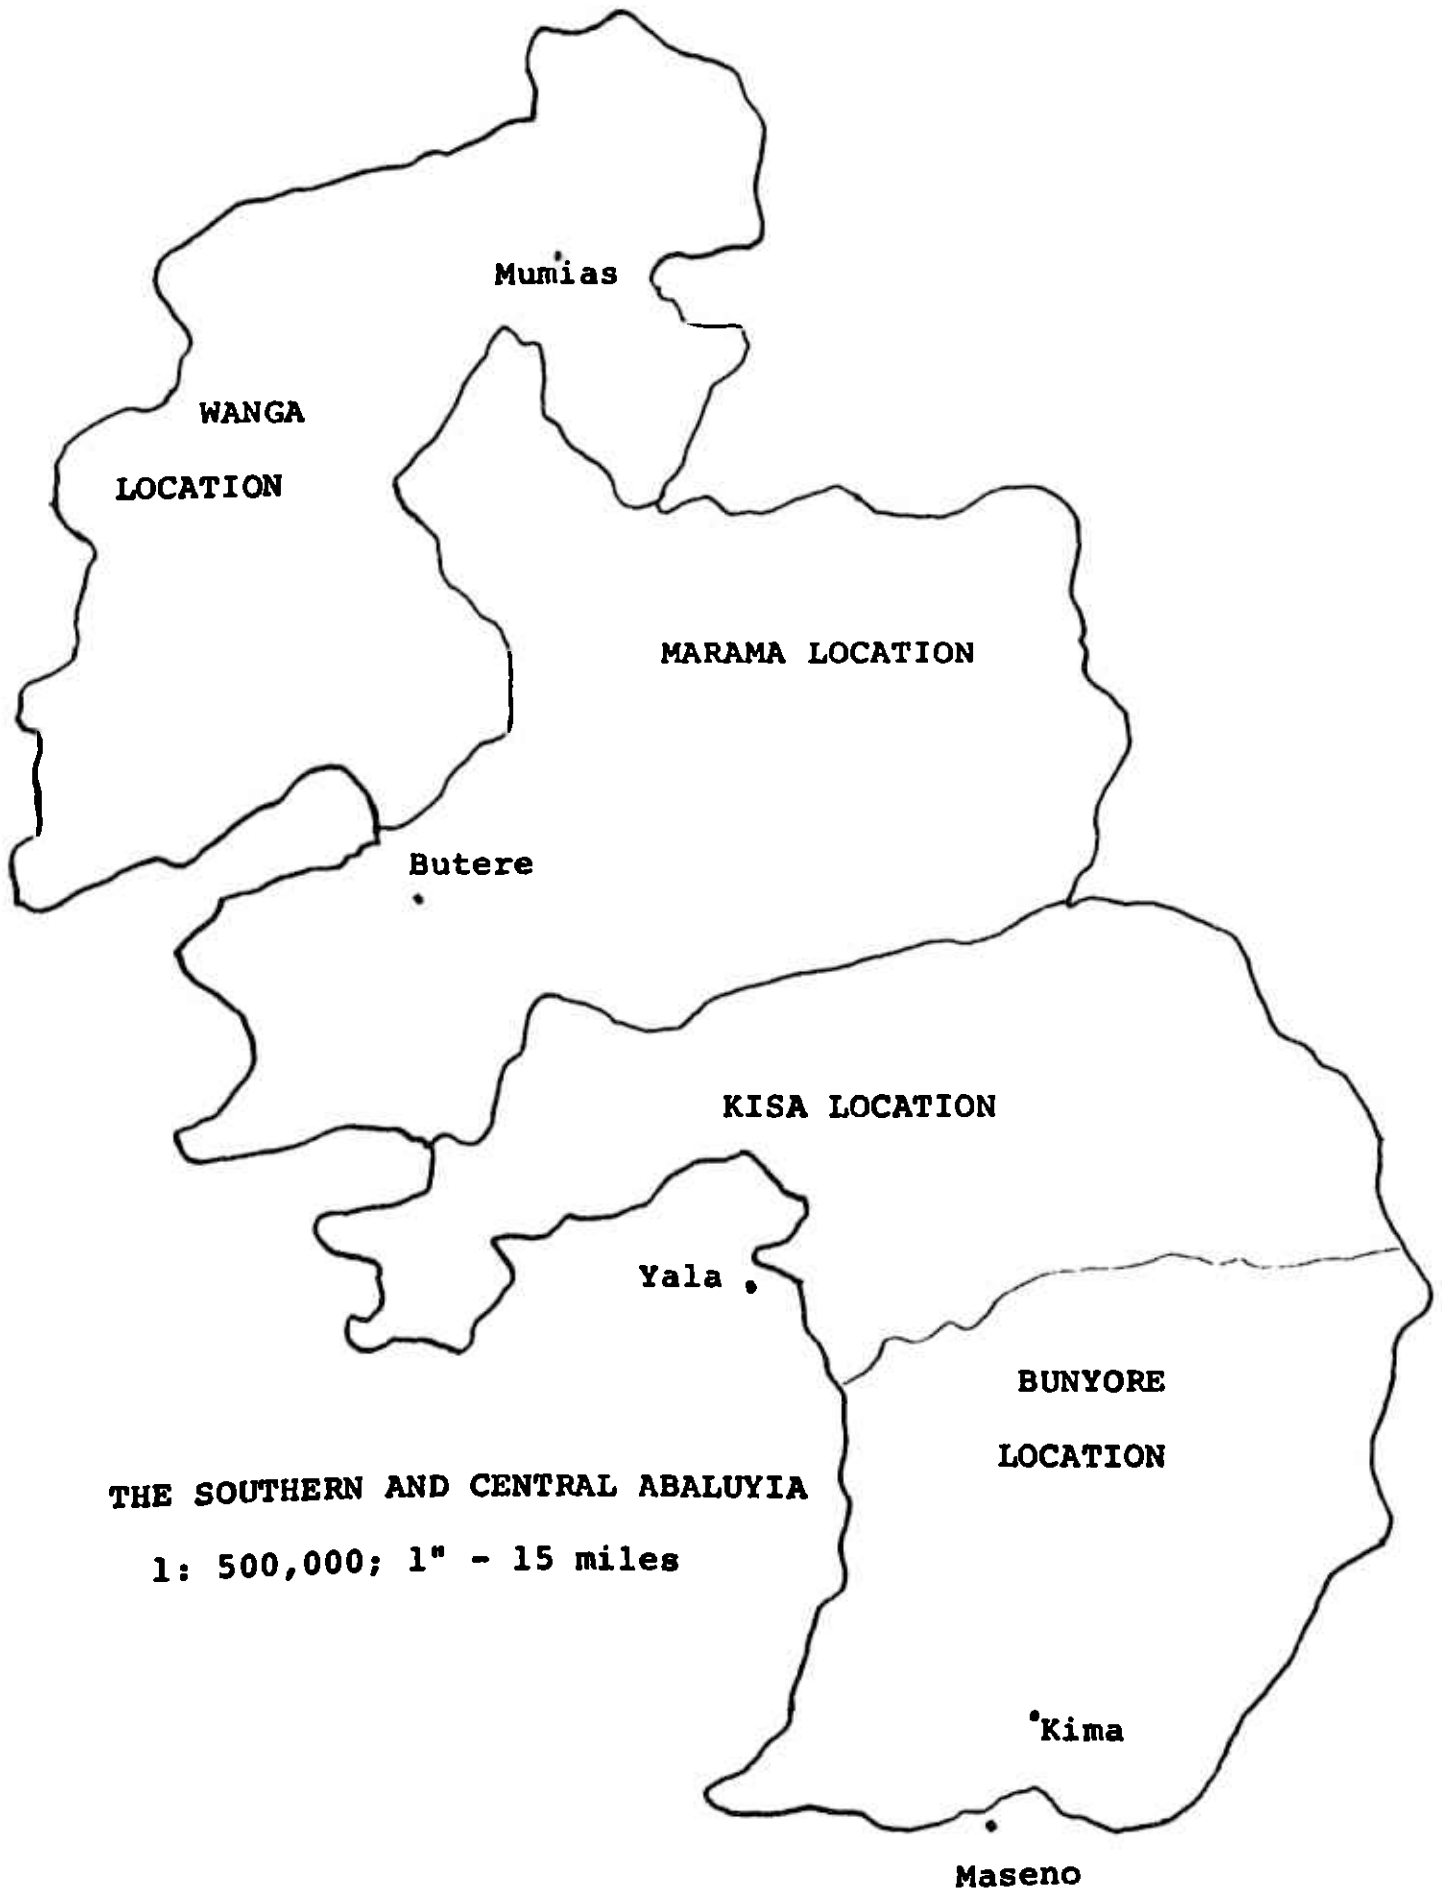 Mumias
WANGA
LOCATION
MARAMA LOCATION
Butere
KISA LOCATION
Yala
BUNYORE
LOCATION
THE SOUTHERN AND CENTRAL ABALUYIA
1: 500,000; 1" - 15 miles
Kima
Maseno